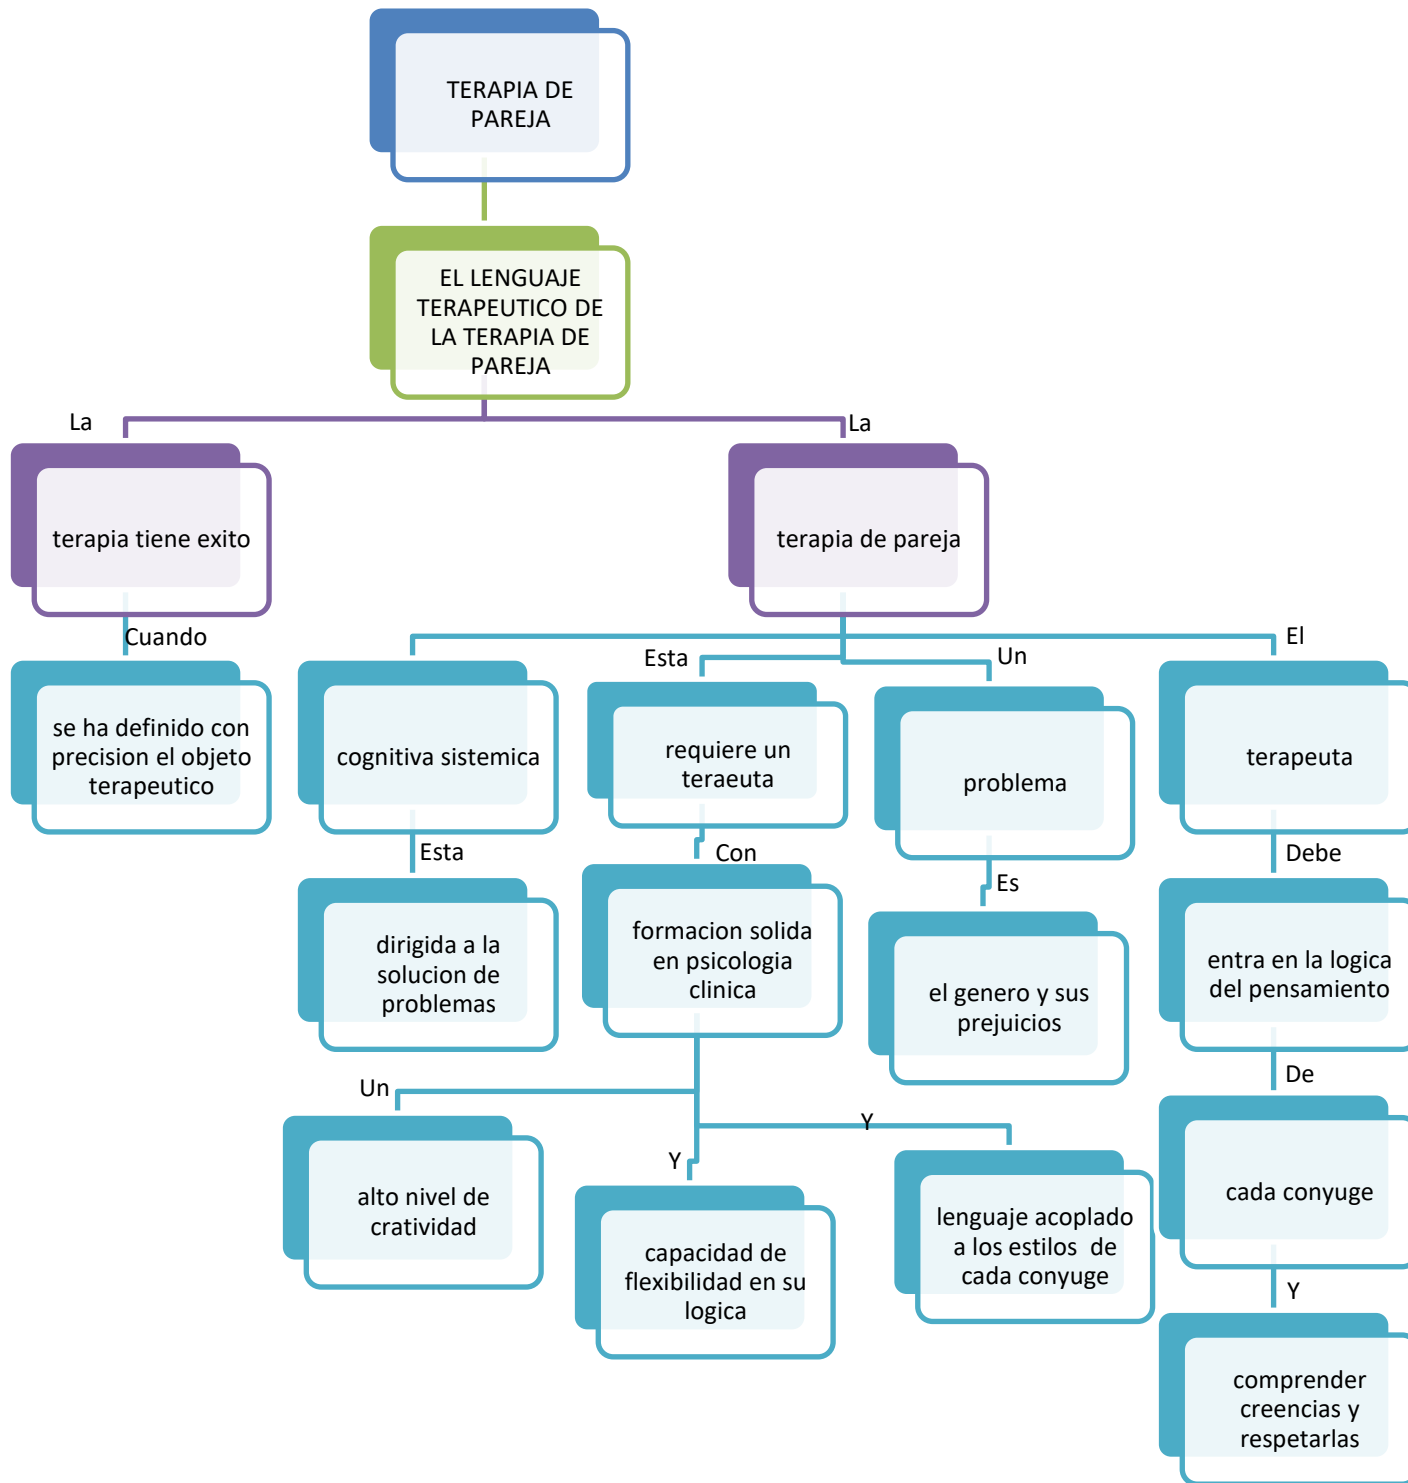 TERAPIA DE
PAREJA
EL LENGUAJE
TERAPEUTICO DE
LA TERAPIA DE
PAREJA
La
La
terapia tiene exito
terapia de pareja
Cuando
Esta
Un
El
se ha definido con
precision el objeto
terapeutico
cognitiva sistemica
requiere un
teraeuta
problema
terapeuta
Esta
Con
Es
Debe
dirigida a la
solucion de
problemas
formacion solida
en psicologia
clinica
el genero y sus
prejuicios
entra en la logica
del pensamiento
Un
Y
Y
De
alto nivel de
cratividad
capacidad de
flexibilidad en su
logica
lenguaje acoplado
a los estilos  de
cada conyuge
cada conyuge
Y
comprender
creencias y
respetarlas